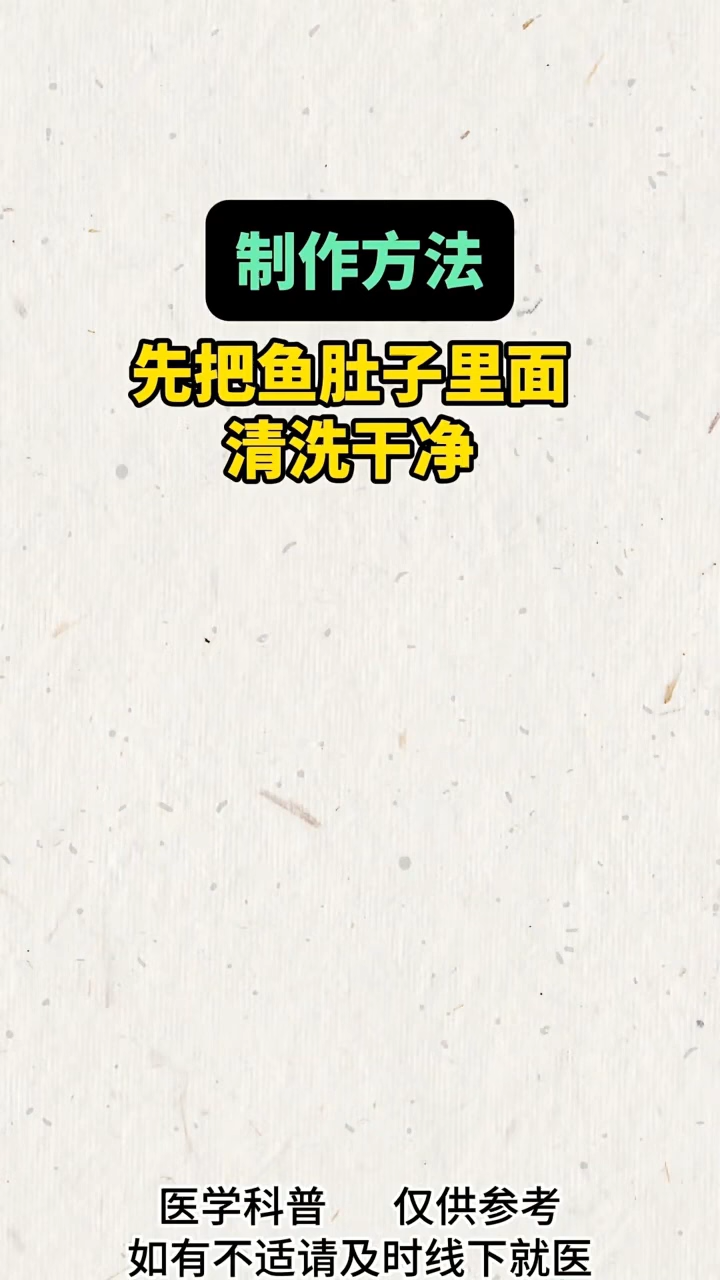 制作方法
先把鱼肚子里面
清洗干净
医学科普 仅供参考
如有不适请及时线下就医